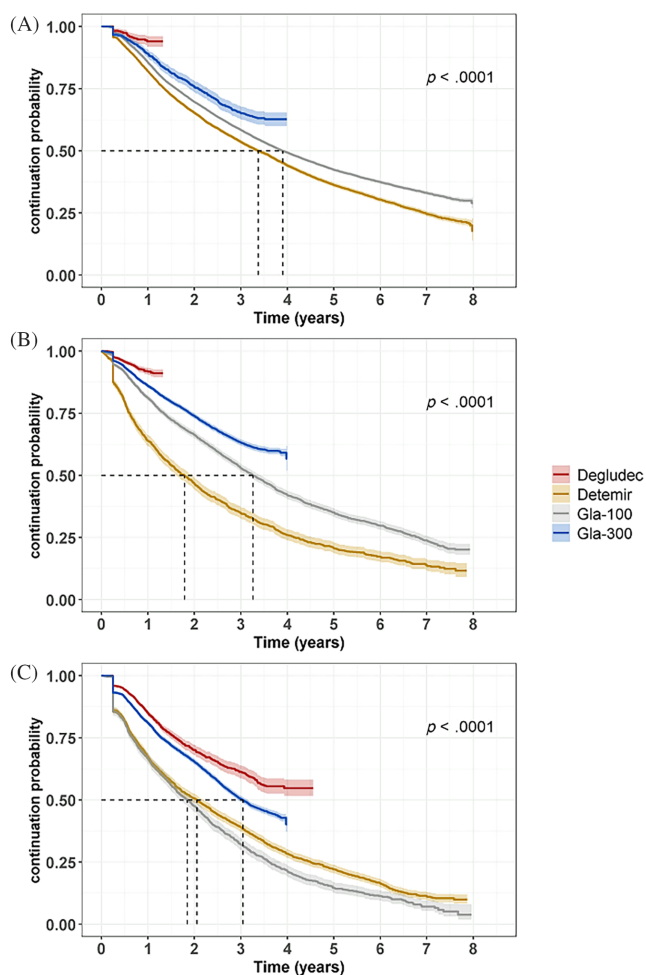 (A)
1.00
0.75
0.50
0.25
0.00
continuation probability
p < .0001
0 1 2 3 4 5 6 7 8
Time (years)
(B)
1.00
0.75
0.50
0.25
0.00
continuation probability
p < .0001
0 1 2 3 4 5 6 7 8
Time (years)
Degludec
Detemir
Gla-100
Gla-300
(C)
1.00
0.75
0.50
0.25
0.00
continuation probability
p < .0001
0 1 2 3 4 5 6 7 8
Time (years)